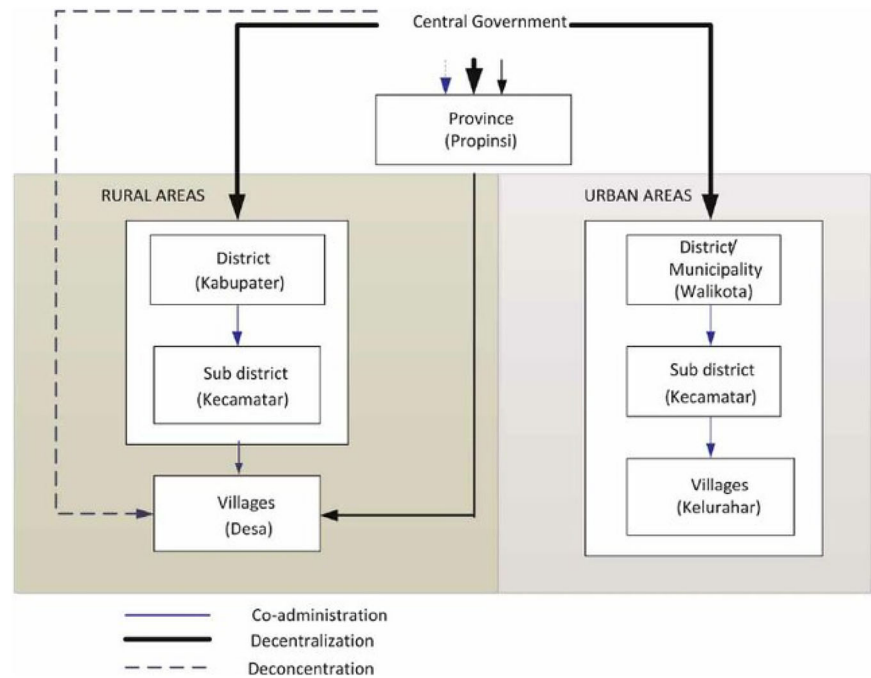 Central Government
Province
(Propinsi)
RURAL AREAS
URBAN AREAS
District
(Kabupater)
Sub district
(Kecamatar)
Villages
(Desa)
District/
Municipality
(Walikota)
Sub district
(Kecamatar)
Villages
(Kelurahar)
Co-administration
Decentralization
Deconcentration